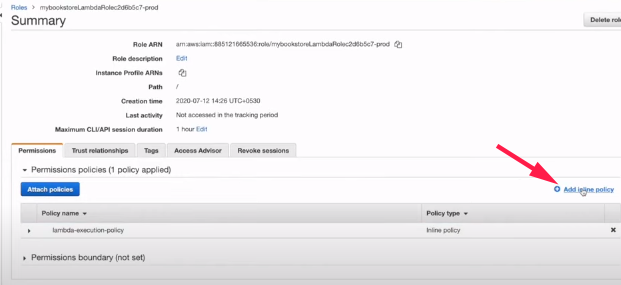 Roles > mybookstoreLambdaRolec2d6b5c7-prod
Summary
Delete role
Role ARN arn:aws:iam::885121665536:role/mybookstoreLambdaRolec2d6b5c7-prod
Role description Edit
Instance Profile ARNs
Path /
Creation time 2020-07-12 14:26 UTC+0530
Last activity Not accessed in the tracking period
Maximum CLI/API session duration 1 hour Edit
Permissions Trust relationships Tags Access Advisor Revoke sessions
Permissions policies (1 policy applied)
Attach policies Add inline policy
Policy name Policy type
lambda-execution-policy Inline policy
Permissions boundary (not set)